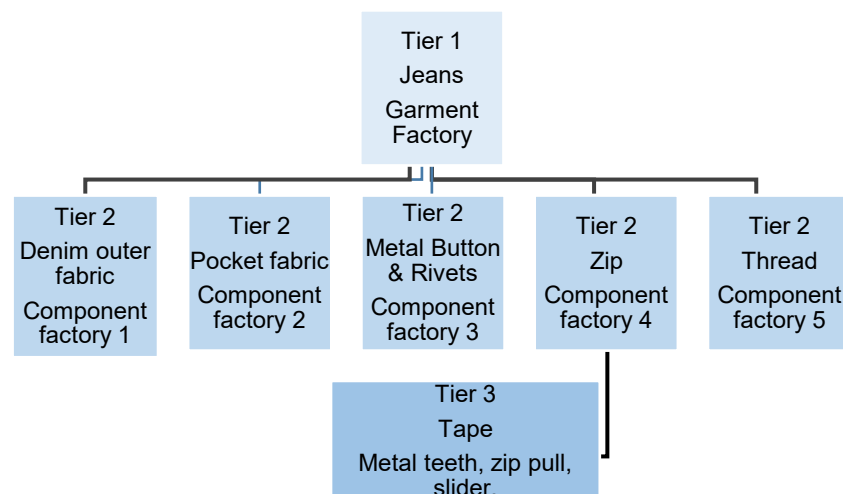 Tier 1
Jeans
Garment
Factory
Tier 2
Denim outer
fabric
Component
factory 1
Tier 2
Pocket fabric
Component
factory 2
Tier 2
Metal Button
& Rivets
Component
factory 3
Tier 2
Zip
Component
factory 4
Tier 2
Thread
Component
factory 5
Tier 3
Tape
Metal teeth, zip pull,
slider.